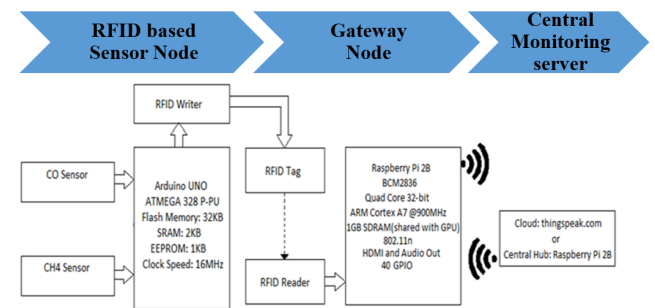 RFID based
Sensor Node
Gateway
Node
Central
Monitoring
server
RFID Writer
CO Sensor
CH4 Sensor
Arduino UNO
ATMEGA 328 P-PU
Flash Memory: 32KB
SRAM: 2KB
EEPROM: 1KB
Clock Speed: 16MHz
RFID Tag
RFID Reader
Raspberry Pi 2B
BCM2836
Quad Core 32-bit
ARM Cortex A7 @900MHz
1GB SDRAM(shared with GPU)
802.11n
HDMI and Audio Out
40 GPIO
Cloud: thingspeak.com
or
Central Hub: Raspberry Pi 2B